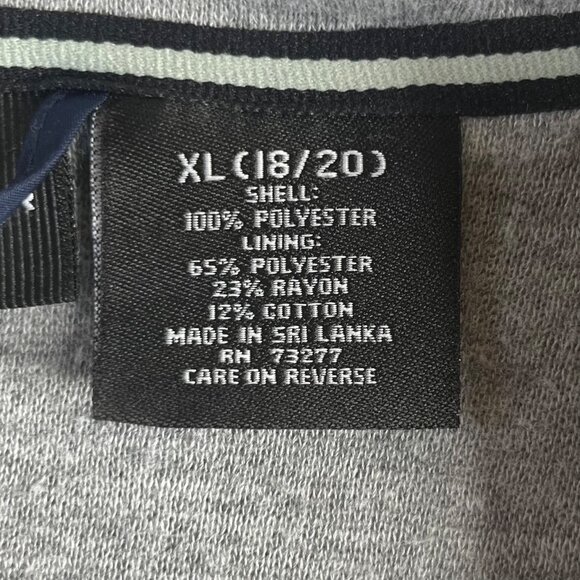 XL(18/20)
SHELL:
100% POLYESTER
LINING:
65% POLYESTER
23% RAYON
12% COTTON
MADE IN SRI LANKA
RN 73277
CARE ON REVERSE